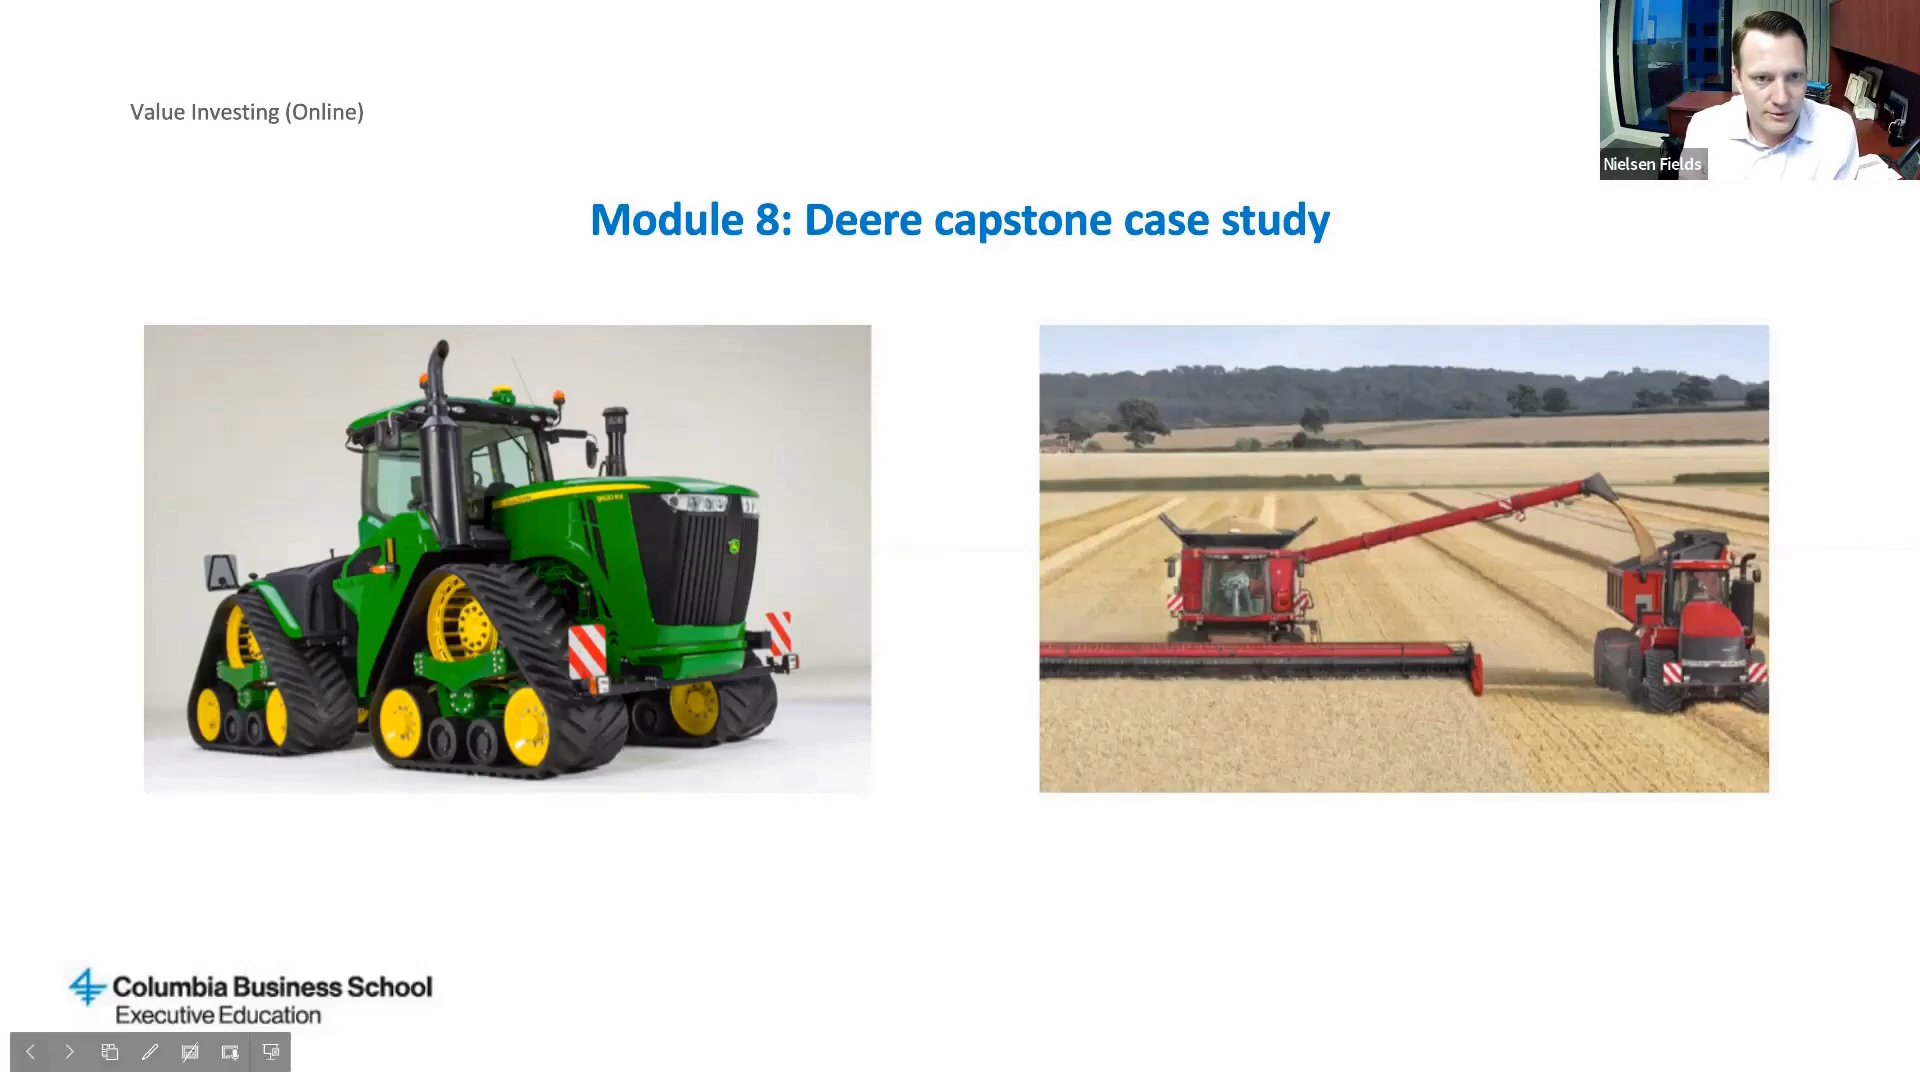 Value Investing (Online)
Nielsen Fields
Module 8: Deere capstone case study
Columbia Business School
Executive Education